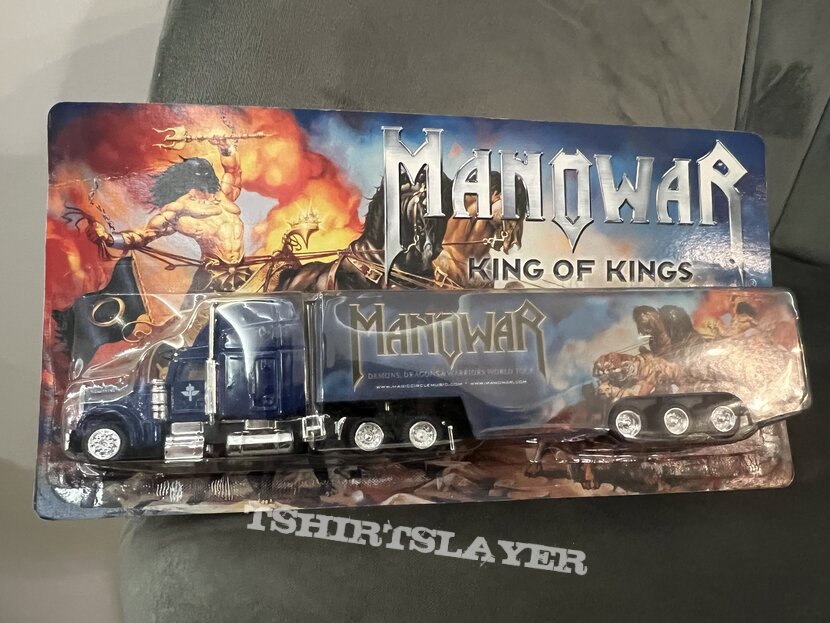 MANOWAR
KING OF KINGS
MANOWAR
DEMONS, DRAGONS & WARRIORS WORLD TOUR
WWW.MAGICCIRCLEMUSIC.COM * WWW.MANOWAR.COM
TSHIRTSLAYER